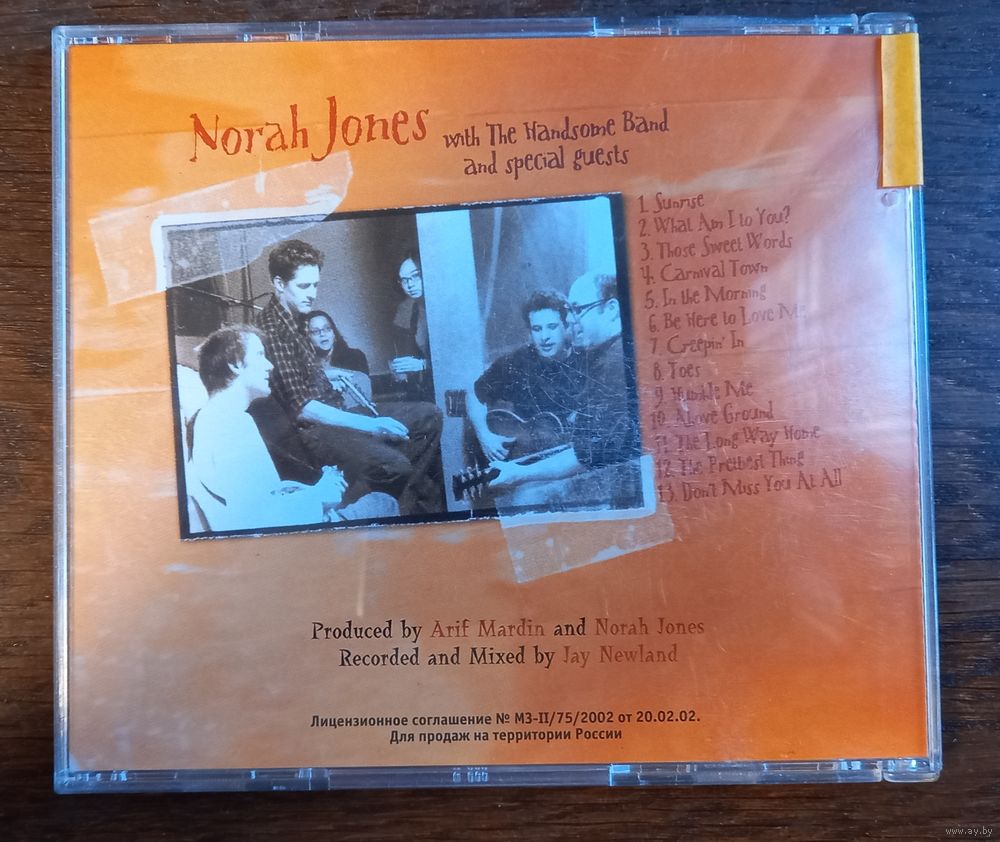 Norah Jones with The Handsome Band
and special guests
1. Sunrise
2. What Am I to You?
3. Those Sweet Words
4. Carnival Town
5. In the Morning
6. Be Here to Love Me
7. Creepin' In
8. Toes
9. Humble Me
10. Above Ground
11. The Long Way Home
12. The Prettiest Thing
13. Don't Miss You At All
Produced by Arif Mardin and Norah Jones
Recorded and Mixed by Jay Newland
Лицензионное соглашение № МЗ-II/75/2002 от 20.02.02.
Для продаж на территории России
www.ay.by